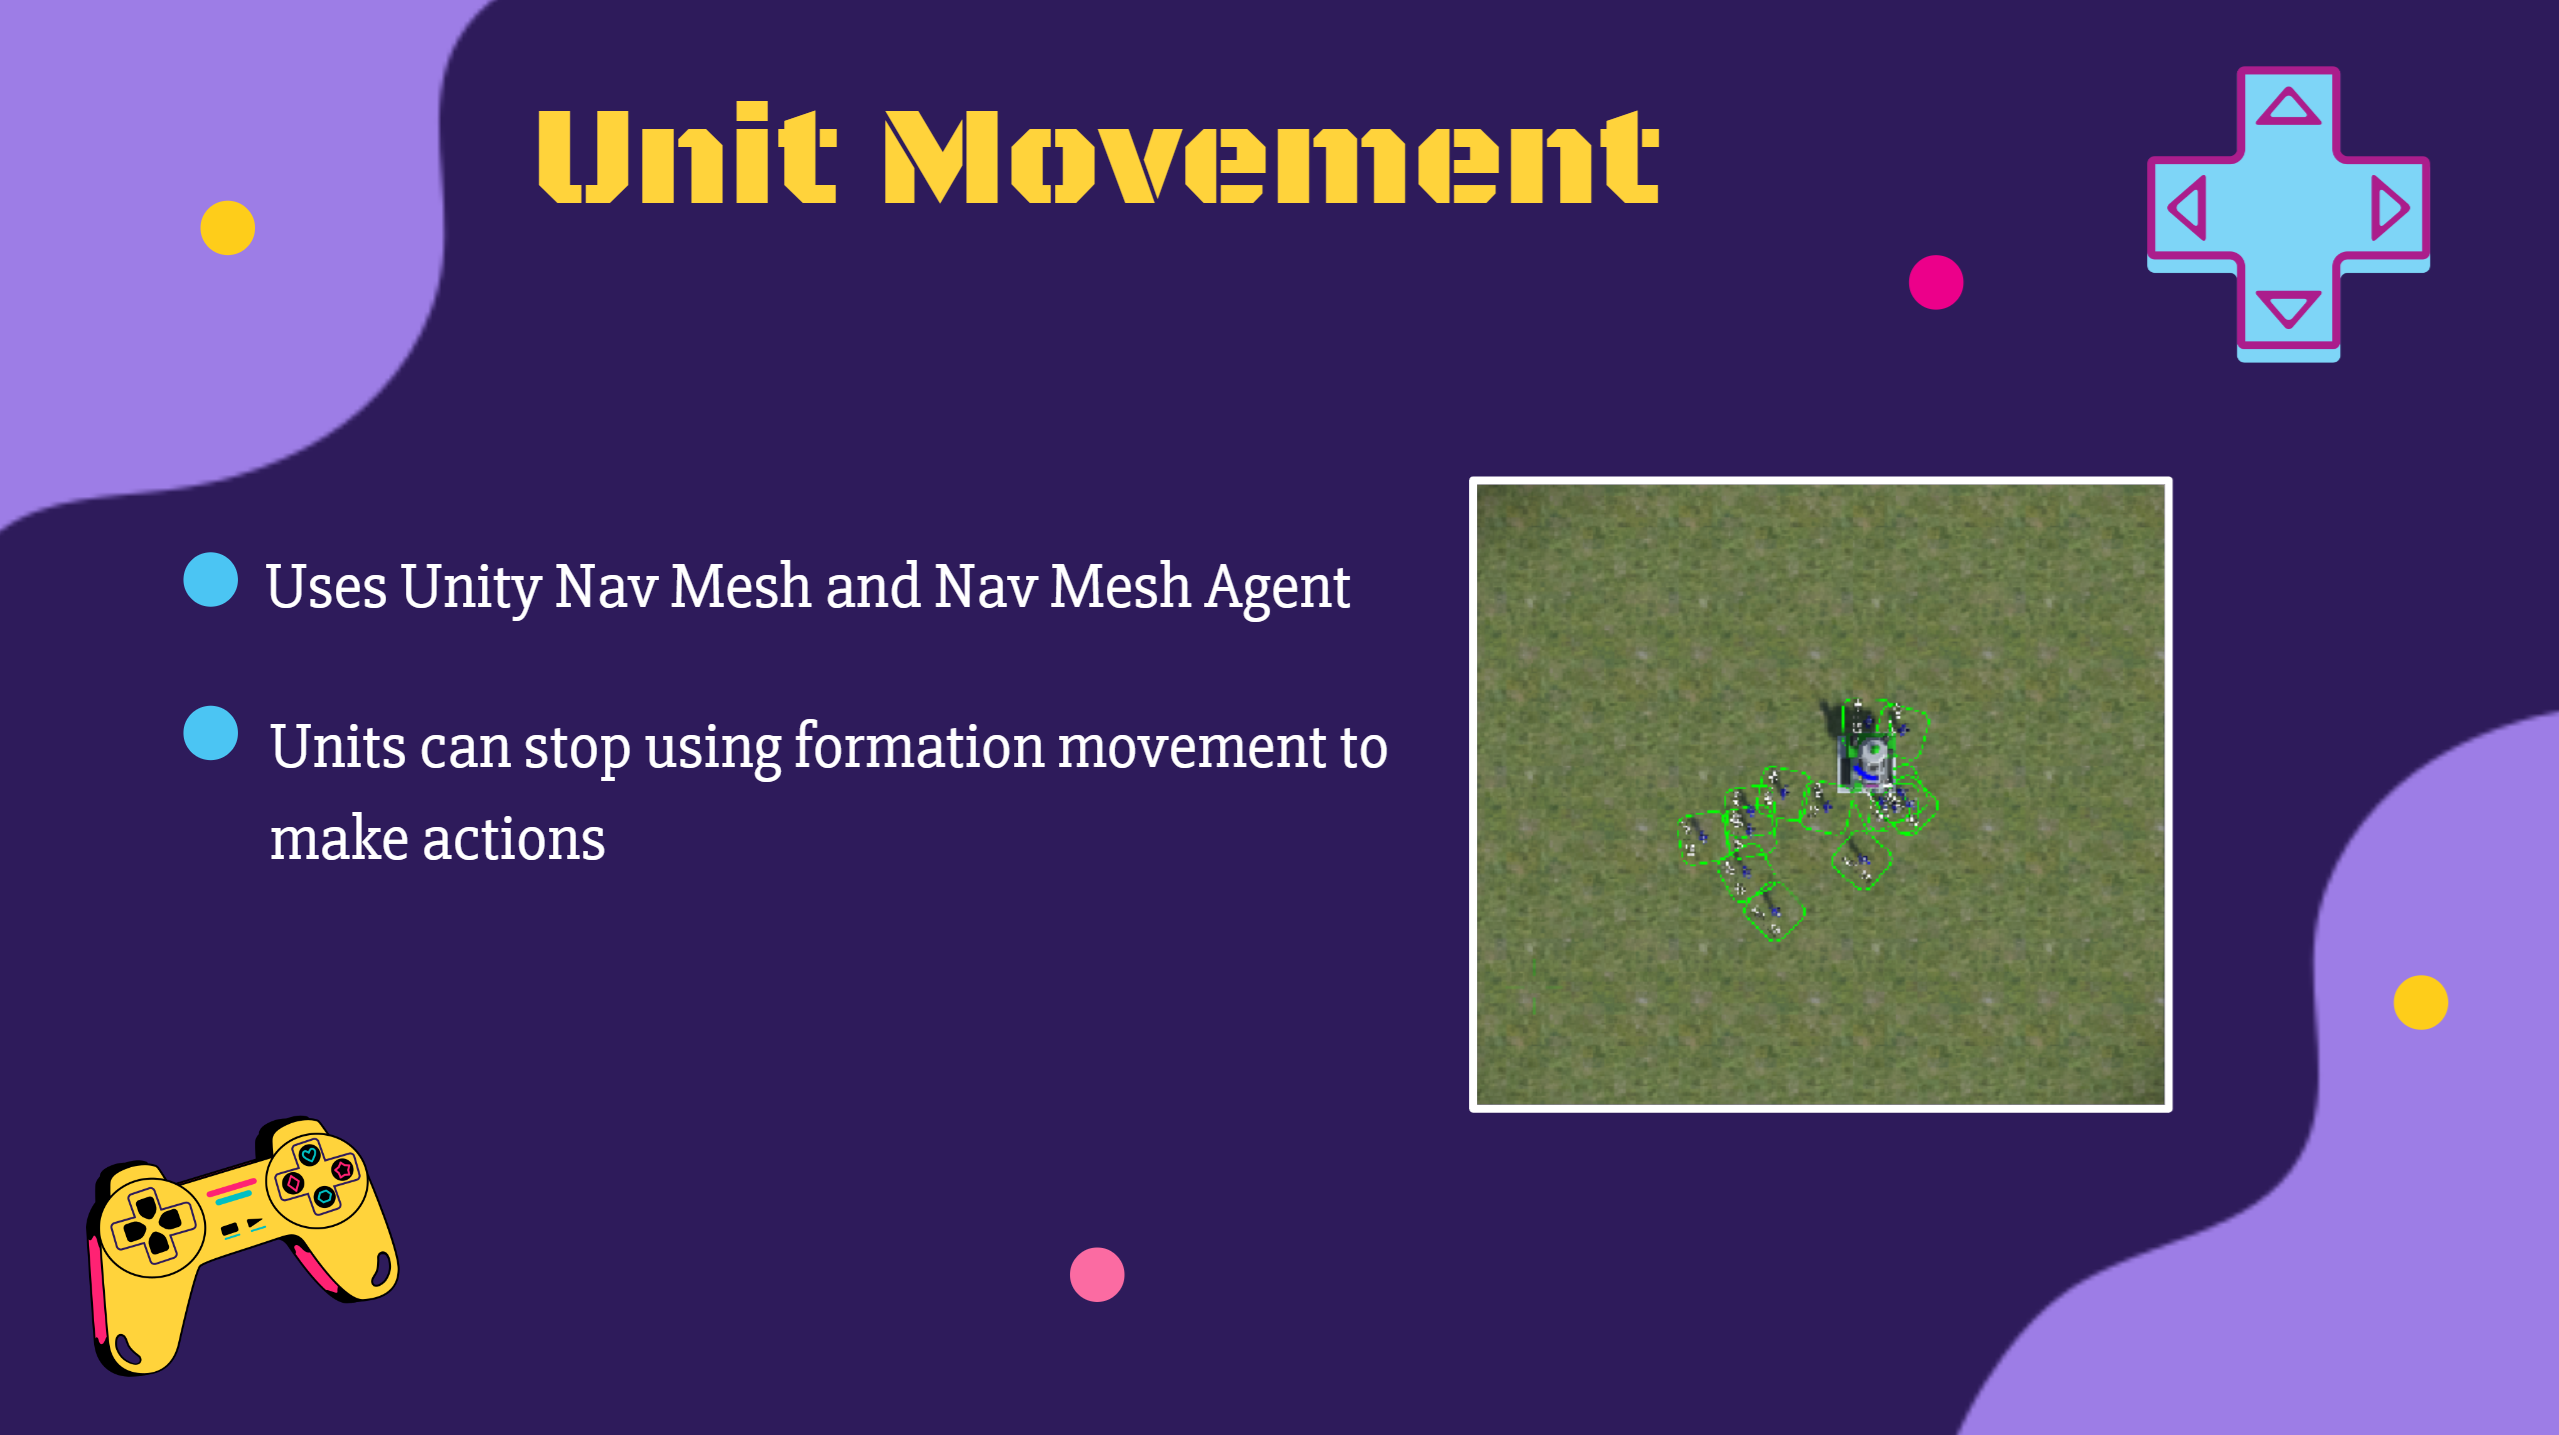 Unit Movement
Uses Unity Nav Mesh and Nav Mesh Agent
Units can stop using formation movement to
make actions